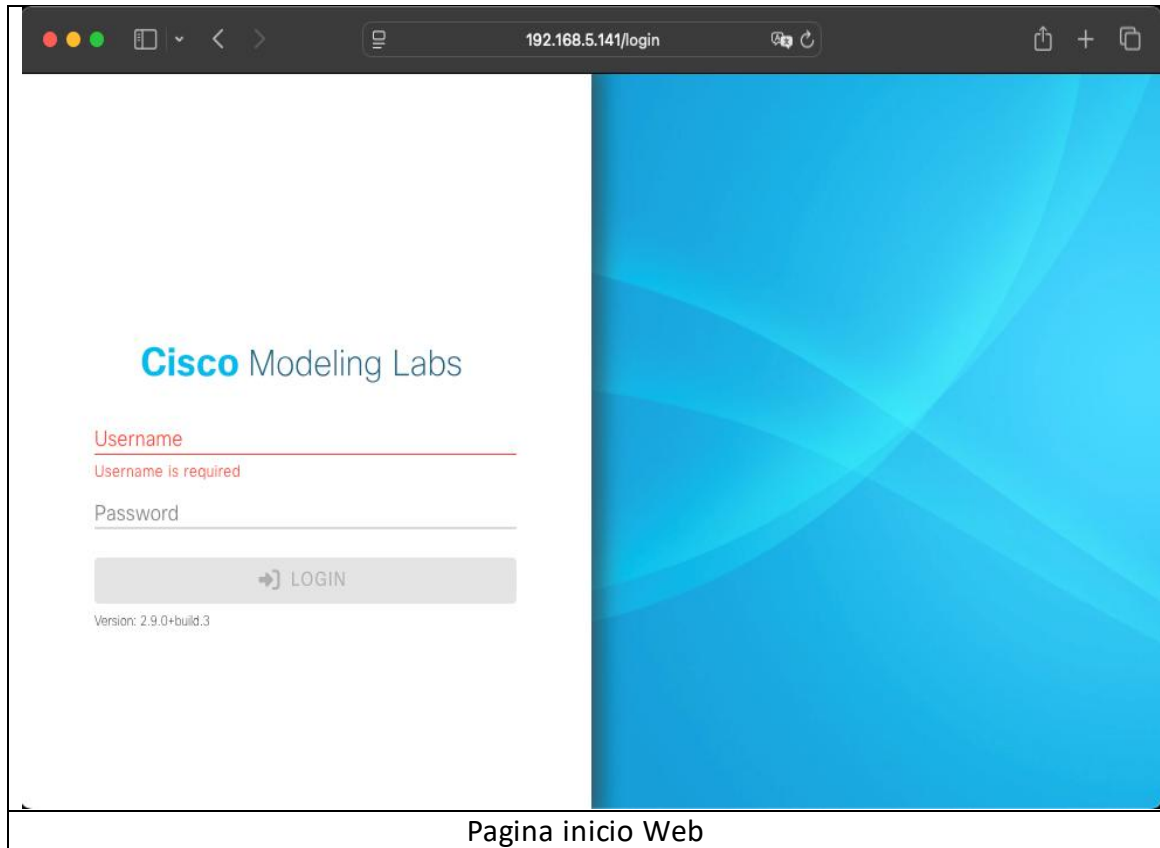 192.168.5.141/login
Cisco Modeling Labs
Username
Username is required
Password
LOGIN
Version: 2.9.0+build.3
Pagina inicio Web